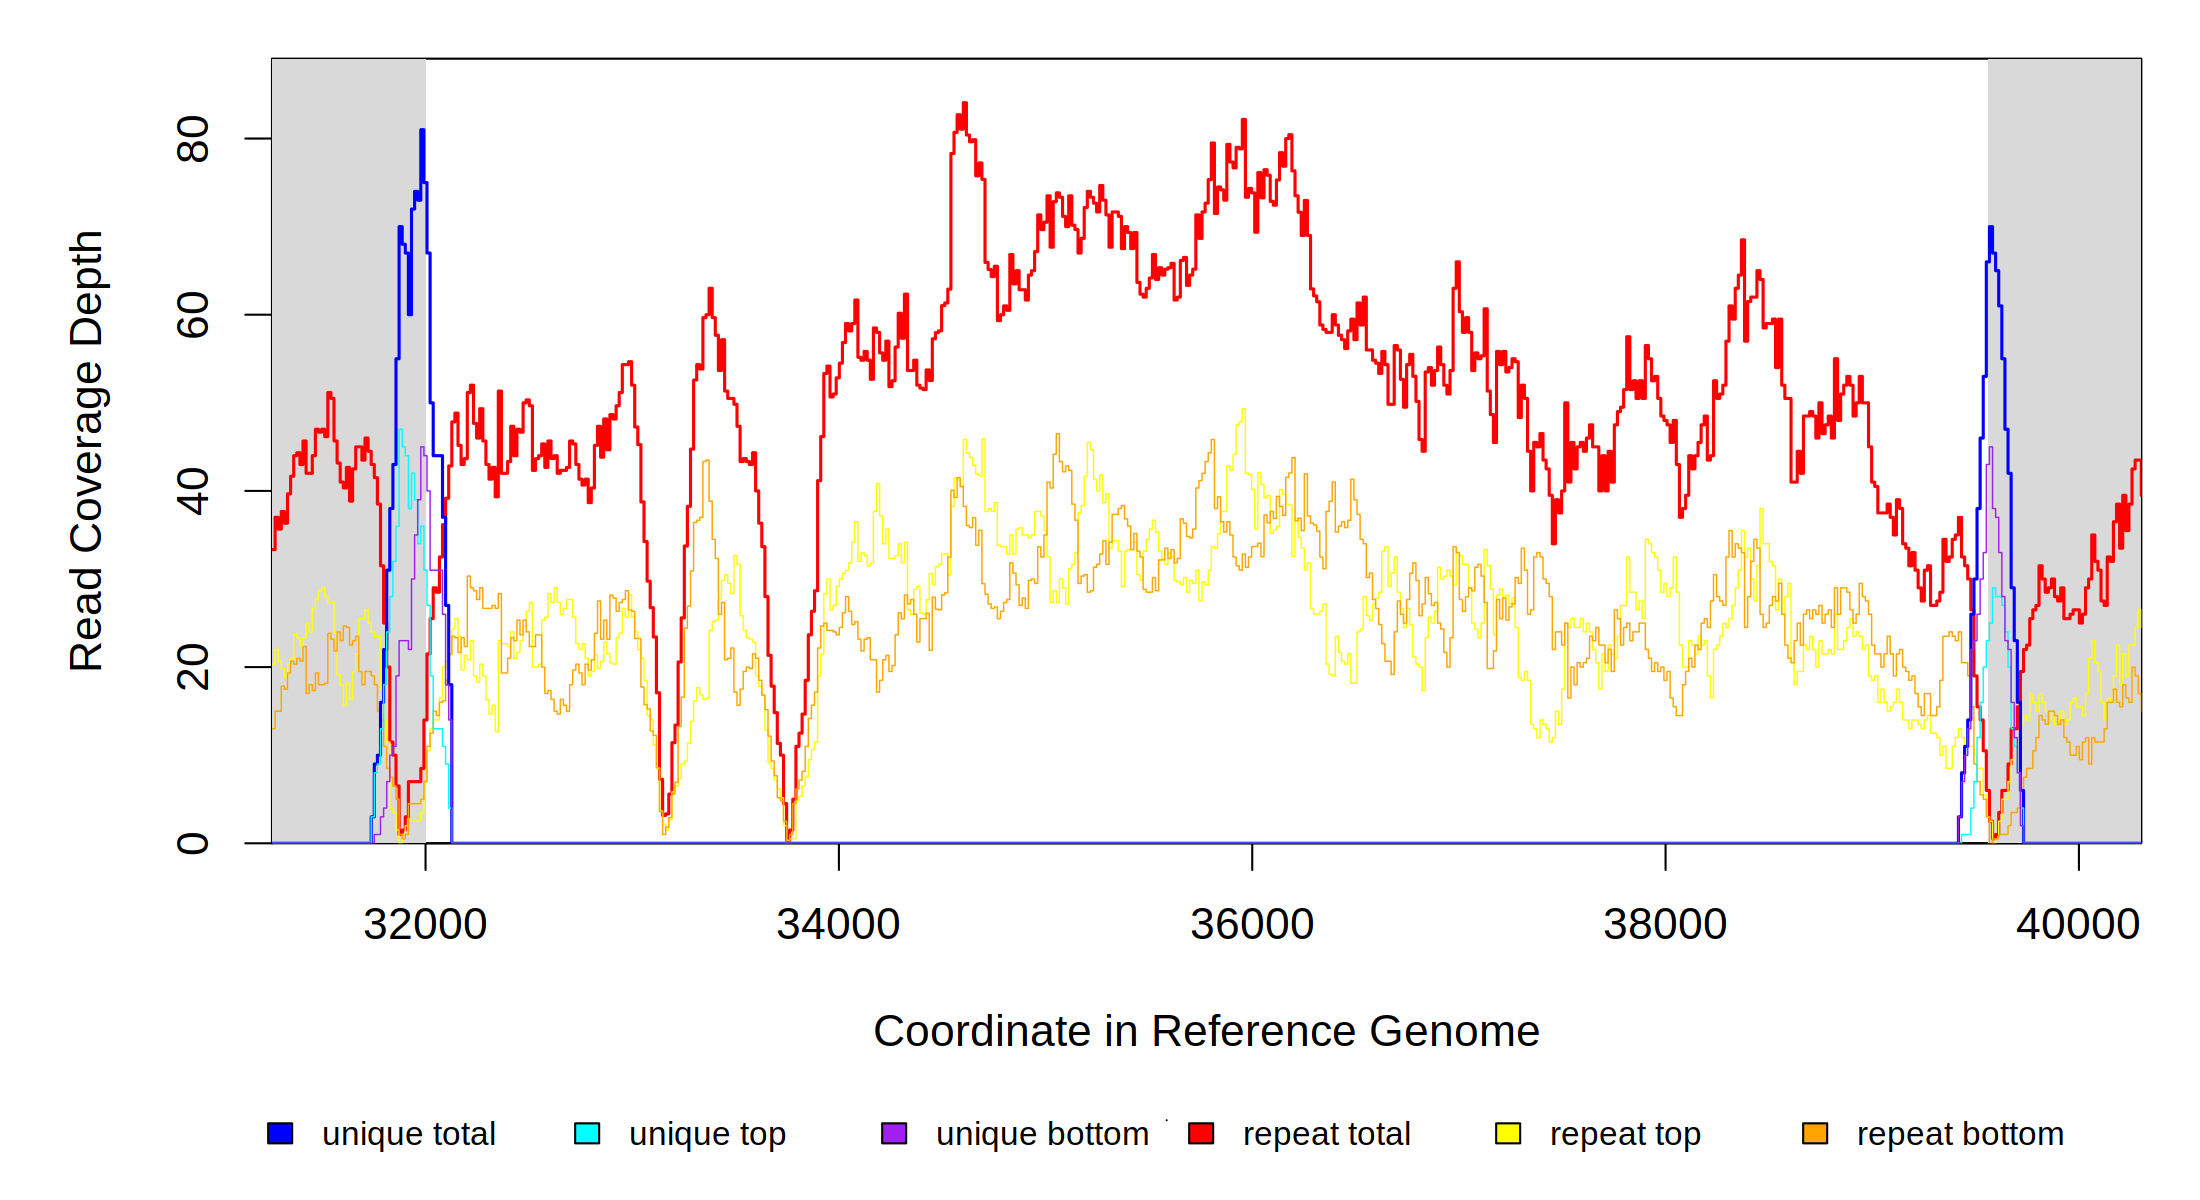 80
60
40
20
0
Read Coverage Depth
32000 34000 36000 38000 40000
Coordinate in Reference Genome
unique total unique top unique bottom repeat total repeat top repeat bottom